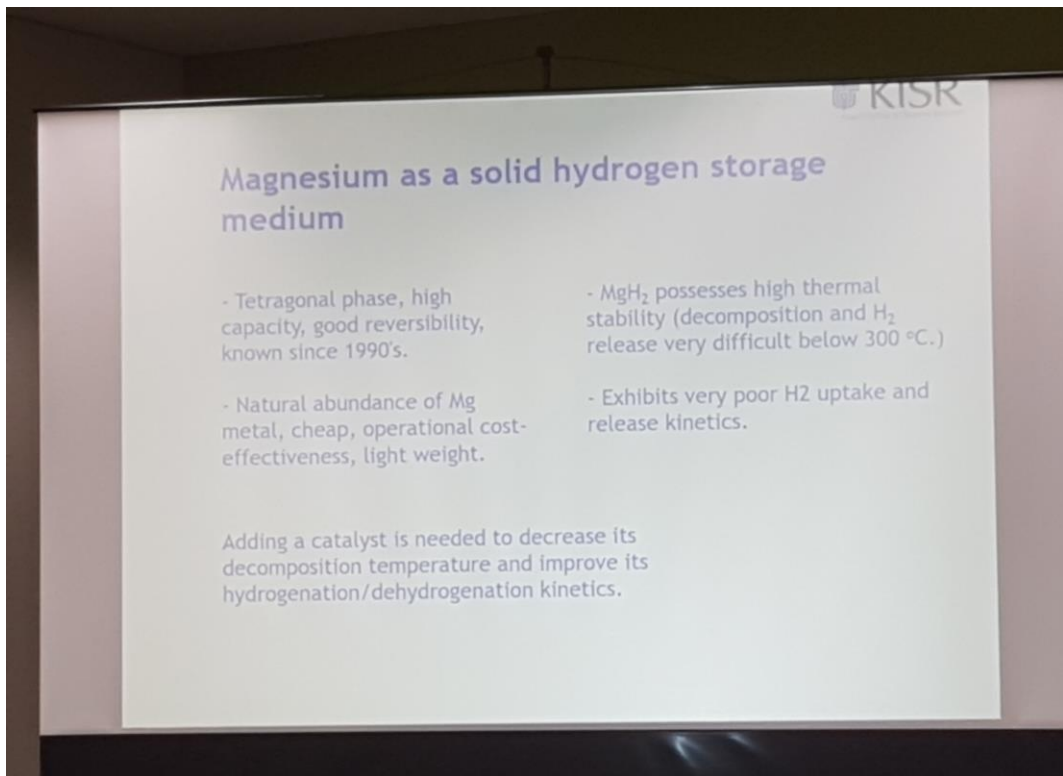 KISR
Magnesium as a solid hydrogen storage
medium
- Tetragonal phase, high
capacity, good reversibility,
known since 1990's.
- Natural abundance of Mg
metal, cheap, operational cost-
effectiveness, light weight.
- MgH₂ possesses high thermal
stability (decomposition and H₂
release very difficult below 300 °C.)
- Exhibits very poor H2 uptake and
release kinetics.
Adding a catalyst is needed to decrease its
decomposition temperature and improve its
hydrogenation/dehydrogenation kinetics.